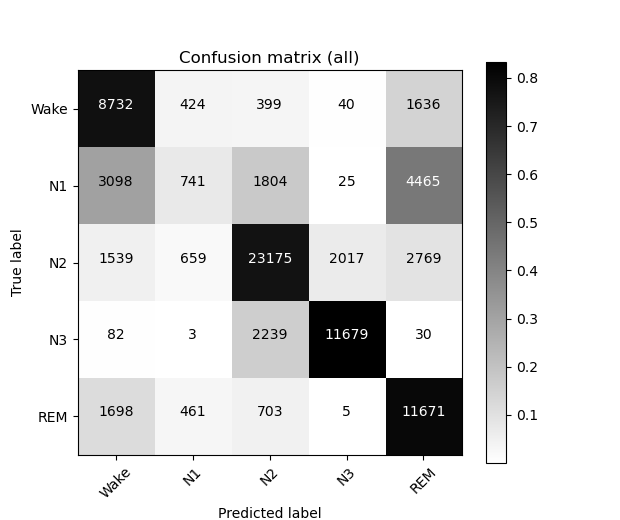 Confusion matrix (all)
Wake 8732 424 399 40 1636
N1 3098 741 1804 25 4465
N2 1539 659 23175 2017 2769
N3 82 3 2239 11679 30
REM 1698 461 703 5 11671
Wake N1 N2 N3 REM
True label
Predicted label
0.8
0.7
0.6
0.5
0.4
0.3
0.2
0.1